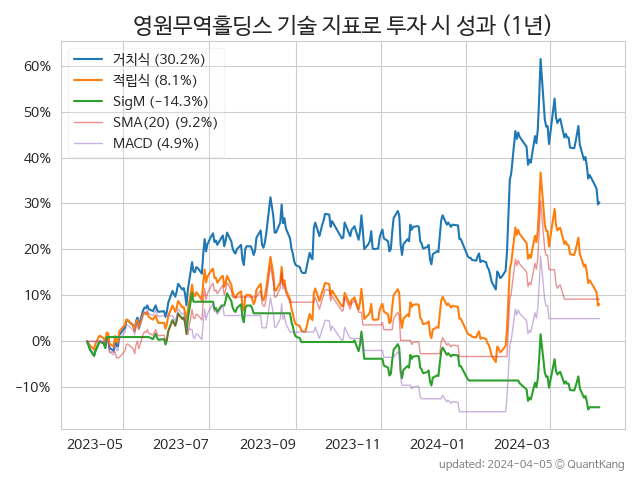 영원무역홀딩스 기술 지표로 투자 시 성과 (1년)
거치식 (30.2%)
적립식 (8.1%)
SigM (−14.3%)
SMA(20) (9.2%)
MACD (4.9%)
60%
50%
40%
30%
20%
10%
0%
−10%
2023−05
2023−07
2023−09
2023−11
2024−01
2024−03
updated: 2024-04-05 © QuantKang